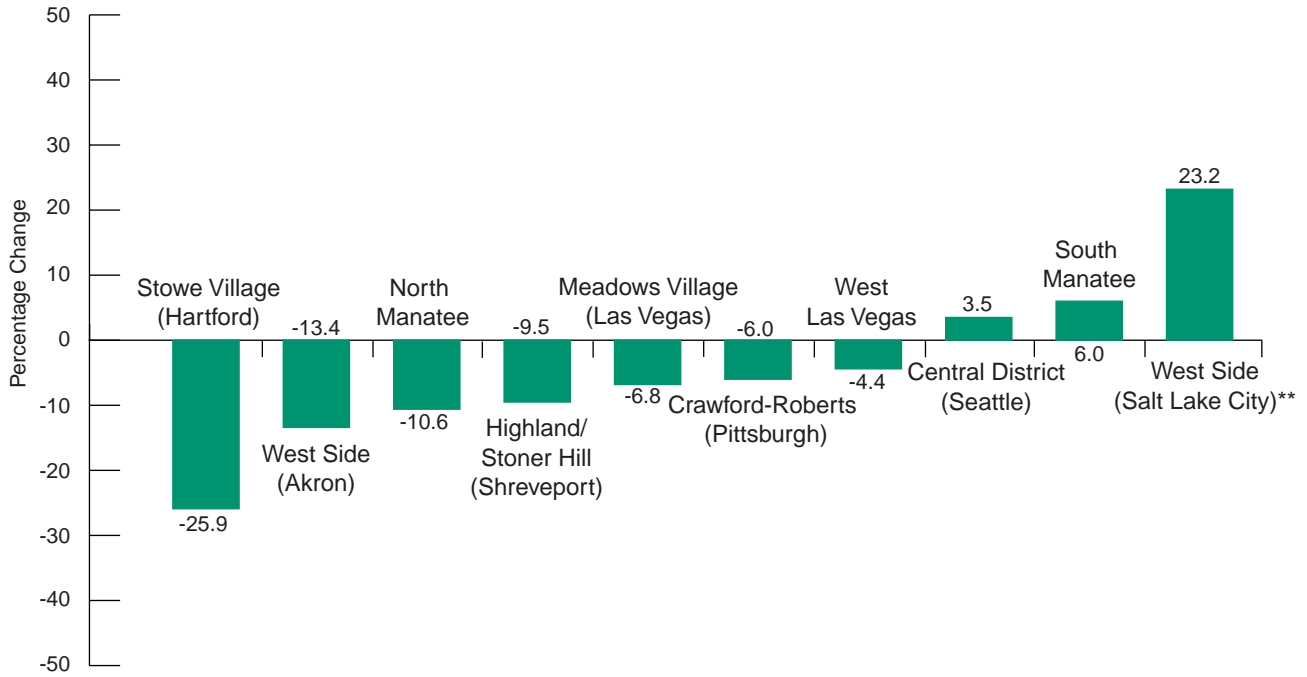 50
40
30
20
10
0
-10
-20
-30
-40
-50
Percentage Change
Stowe Village
(Hartford)
-25.9
-13.4
West Side
(Akron)
North
Manatee
-10.6
-9.5
Highland/
Stoner Hill
(Shreveport)
Meadows Village
(Las Vegas)
-6.8
-6.0
Crawford-Roberts
(Pittsburgh)
West
Las Vegas
-4.4
3.5
Central District
(Seattle)
South
Manatee
6.0
23.2
West Side
(Salt Lake City)**